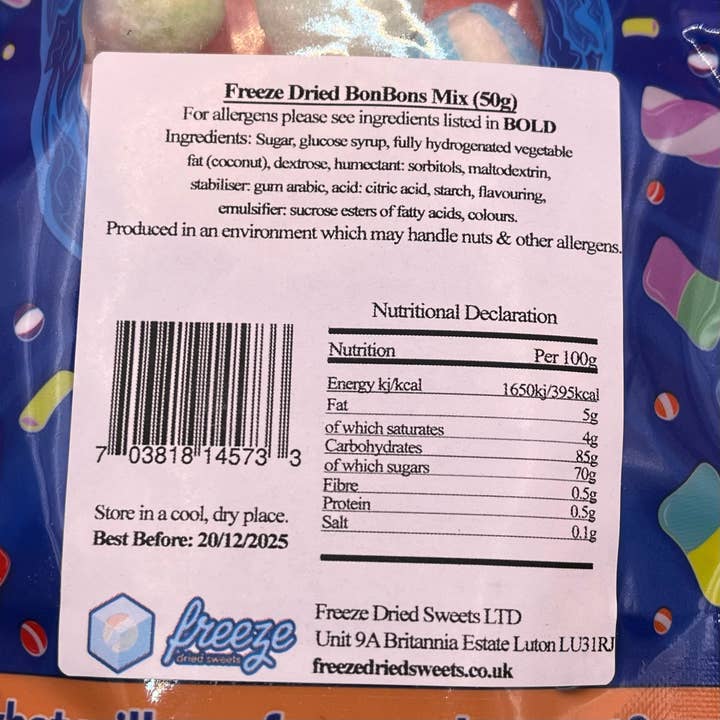 Freeze Dried BonBons Mix (50g)
For allergens please see ingredients listed in BOLD
Ingredients: Sugar, glucose syrup, fully hydrogenated vegetable
fat (coconut), dextrose, humectant: sorbitols, maltodextrin,
stabiliser: gum arabic, acid: citric acid, starch, flavouring,
emulsifier: sucrose esters of fatty acids, colours.
Produced in an environment which may handle nuts & other allergens.
Nutritional Declaration
Nutrition Per 100g
Energy kj/kcal 1650kj/395kcal
Fat 5g
of which saturates 4g
Carbohydrates 85g
of which sugars 70g
Fibre 0.5g
Protein 0.5g
Salt 0.1g
7 03818 14573 3
Store in a cool, dry place.
Best Before: 20/12/2025
freeze
dried sweets
Freeze Dried Sweets LTD
Unit 9A Britannia Estate Luton LU31RJ
freezedriedsweets.co.uk